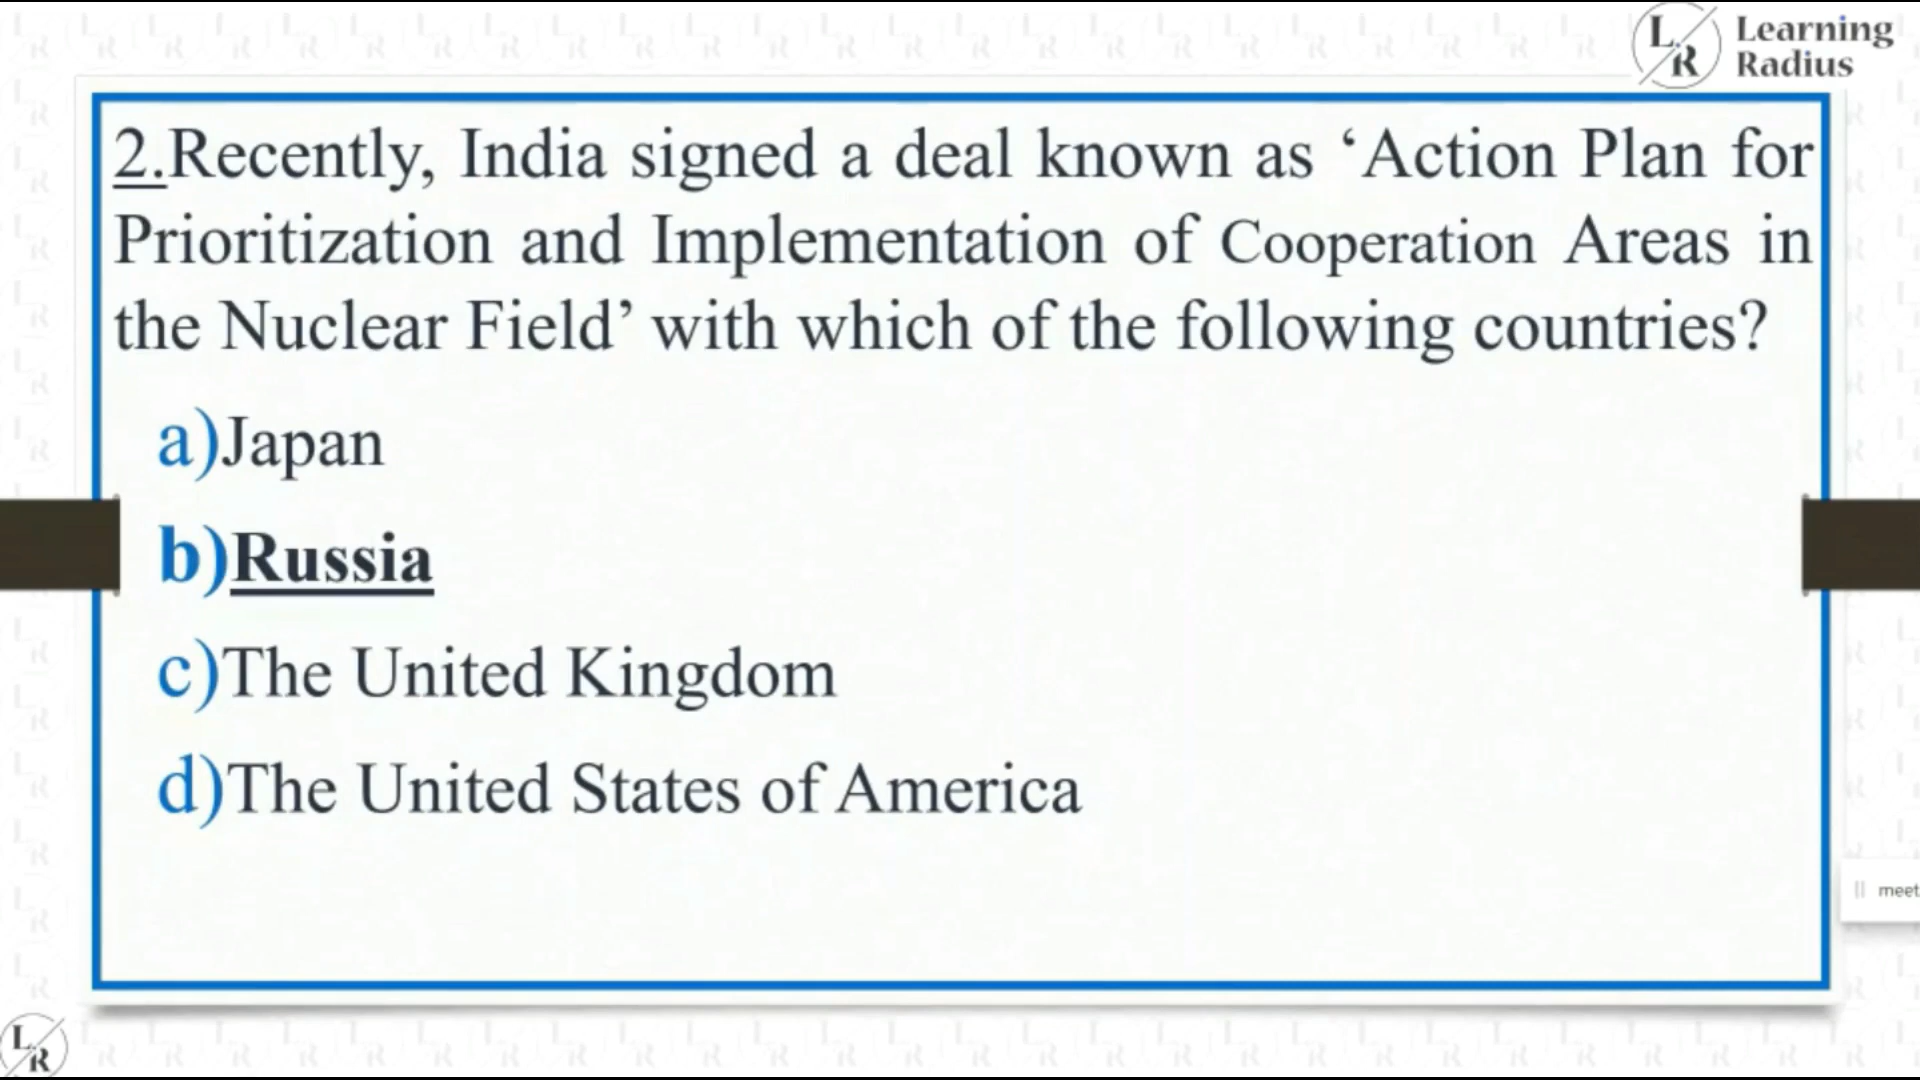 Learning
Radius
2.Recently, India signed a deal known as ‘Action Plan for
Prioritization and Implementation of Cooperation Areas in
the Nuclear Field’ with which of the following countries?
a)Japan
b)Russia
c)The United Kingdom
d)The United States of America
|| meet
LR